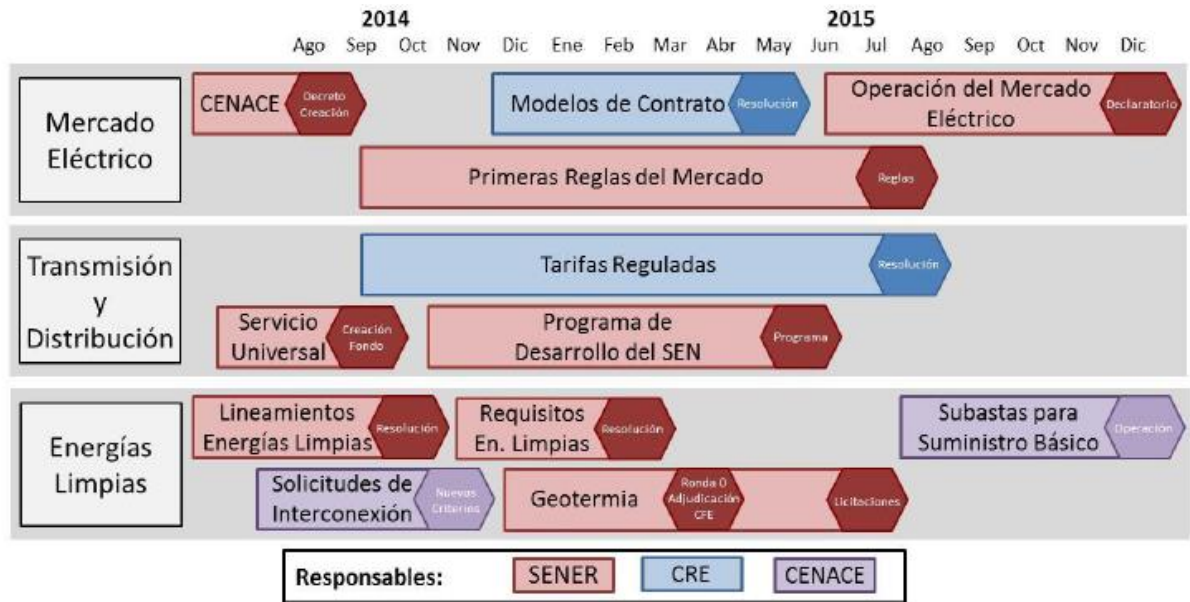 2014
2015
Ago Sep Oct Nov Dic Ene Feb Mar Abr May Jun Jul Ago Sep Oct Nov Dic
Mercado
Eléctrico
CENACE
Decreto
Creación
Modelos de Contrato
Resolución
Operación del Mercado
Eléctrico
Declaratorio
Primeras Reglas del Mercado
Reglas
Transmisión
y
Distribución
Tarifas Reguladas
Resolución
Servicio
Universal
Creación
Fondo
Programa de
Desarrollo del SEN
Programa
Energías
Limpias
Lineamientos
Energías Limpias
Resolución
Requisitos
En. Limpias
Resolución
Subastas para
Suministro Básico
Operación
Solicitudes de
Interconexión
Nuevos
Criterios
Geotermia
Ronda 0
Adjudicación
CFE
Licitaciones
Responsables:
SENER
CRE
CENACE